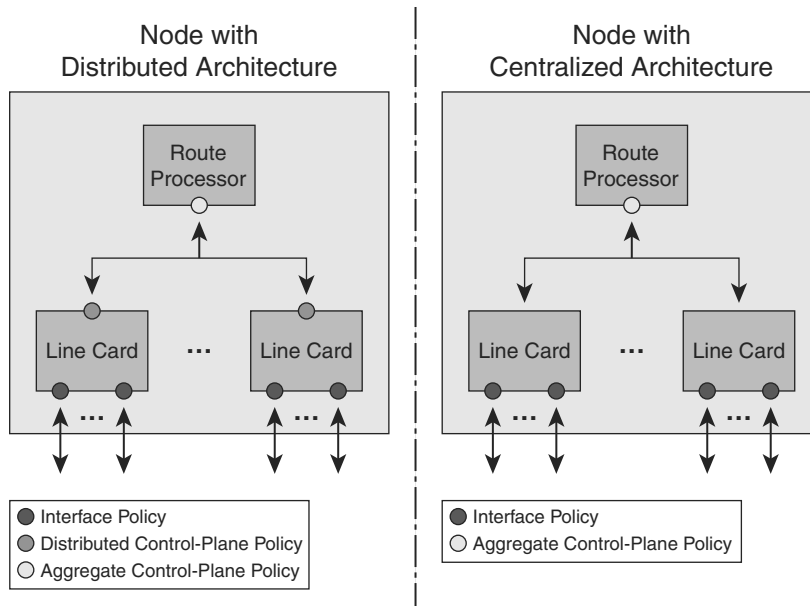 Node with
Distributed Architecture
Route
Processor
Line Card
...
Line Card
...
...
Interface Policy
Distributed Control-Plane Policy
Aggregate Control-Plane Policy
Node with
Centralized Architecture
Route
Processor
Line Card
...
Line Card
...
...
Interface Policy
Aggregate Control-Plane Policy